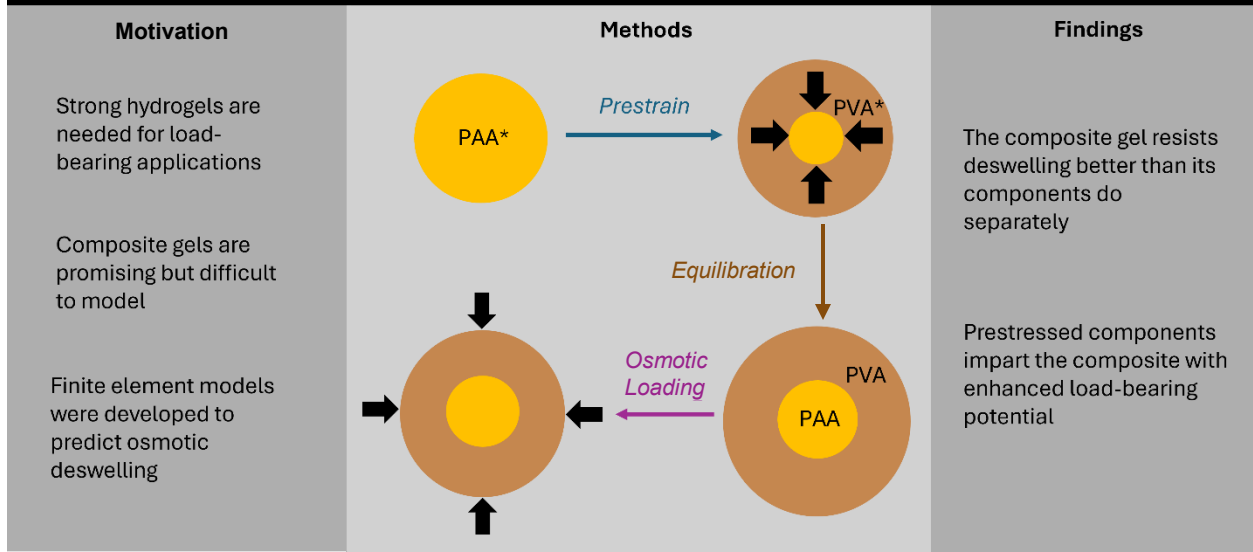 Motivation
Strong hydrogels are
needed for load-
bearing applications
Composite gels are
promising but difficult
to model
Finite element models
were developed to
predict osmotic
deswelling
Methods
PAA*
Prestrain
PVA*
Equilibration
PVA
PAA
Osmotic
Loading
Findings
The composite gel resists
deswelling better than its
components do
separately
Prestressed components
impart the composite with
enhanced load-bearing
potential